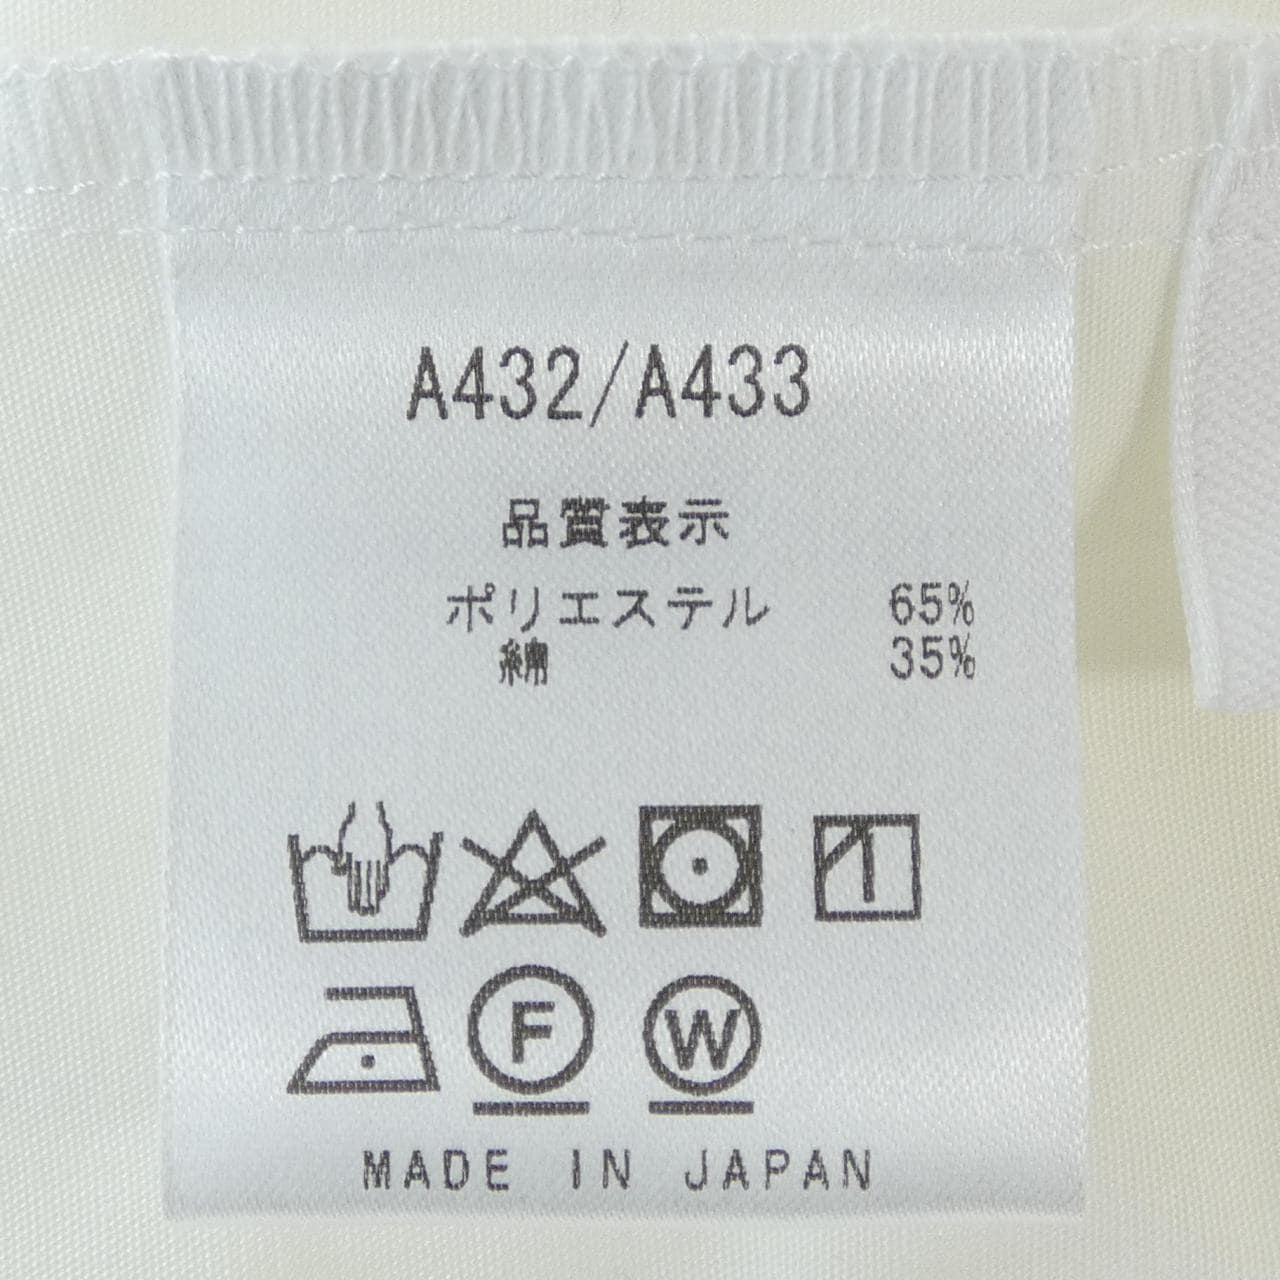 A432/A433
品質表示
ポリエステル 65%
綿 35%
F W
MADE IN JAPAN